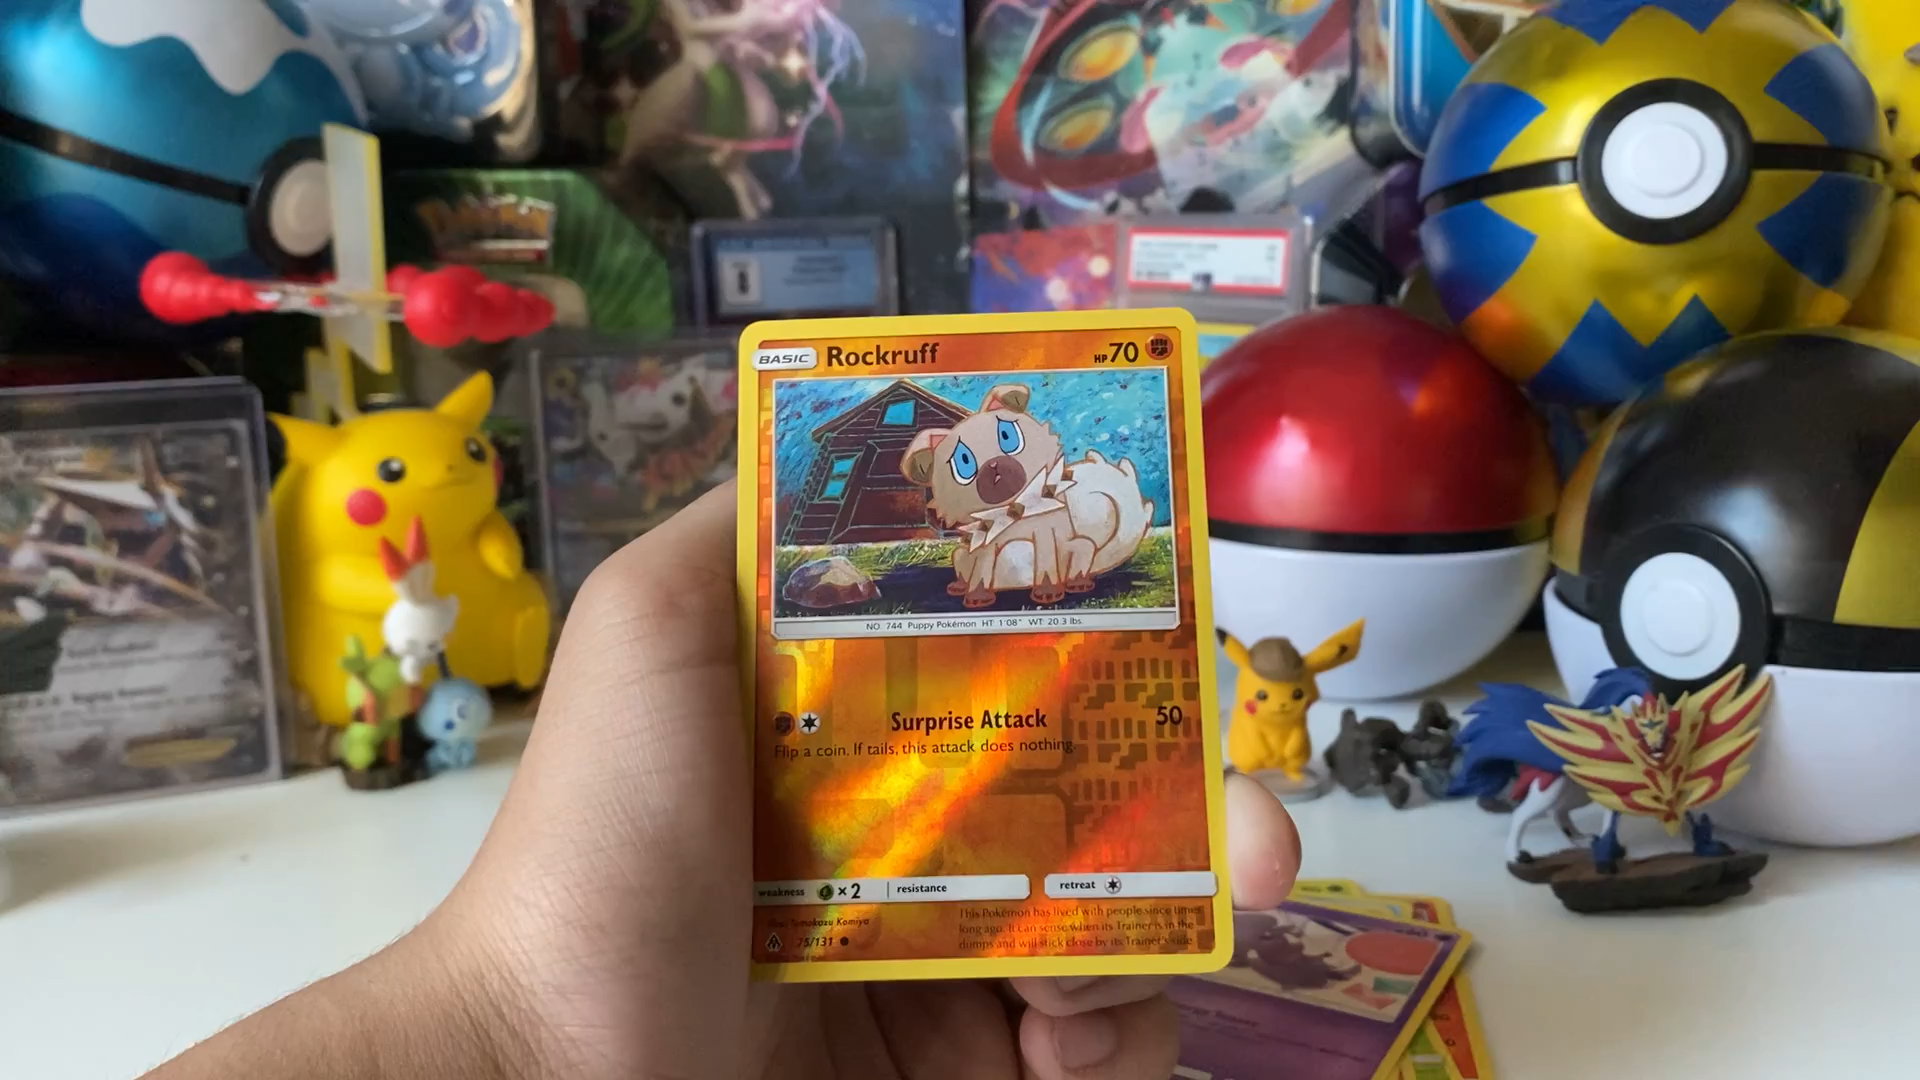 Pokémon
BASIC Rockruff HP 70
NO. 744 Puppy Pokémon HT 1'08" WT 20.3 lbs.
Surprise Attack 50
Flip a coin. If tails, this attack does nothing.
weakness ×2 resistance retreat
Illus. Tomokazu Komiya
75/131
This Pokémon has lived with people since times
long ago. It can sense when its Trainer is in the
dumps and will stick close by its Trainer's side.